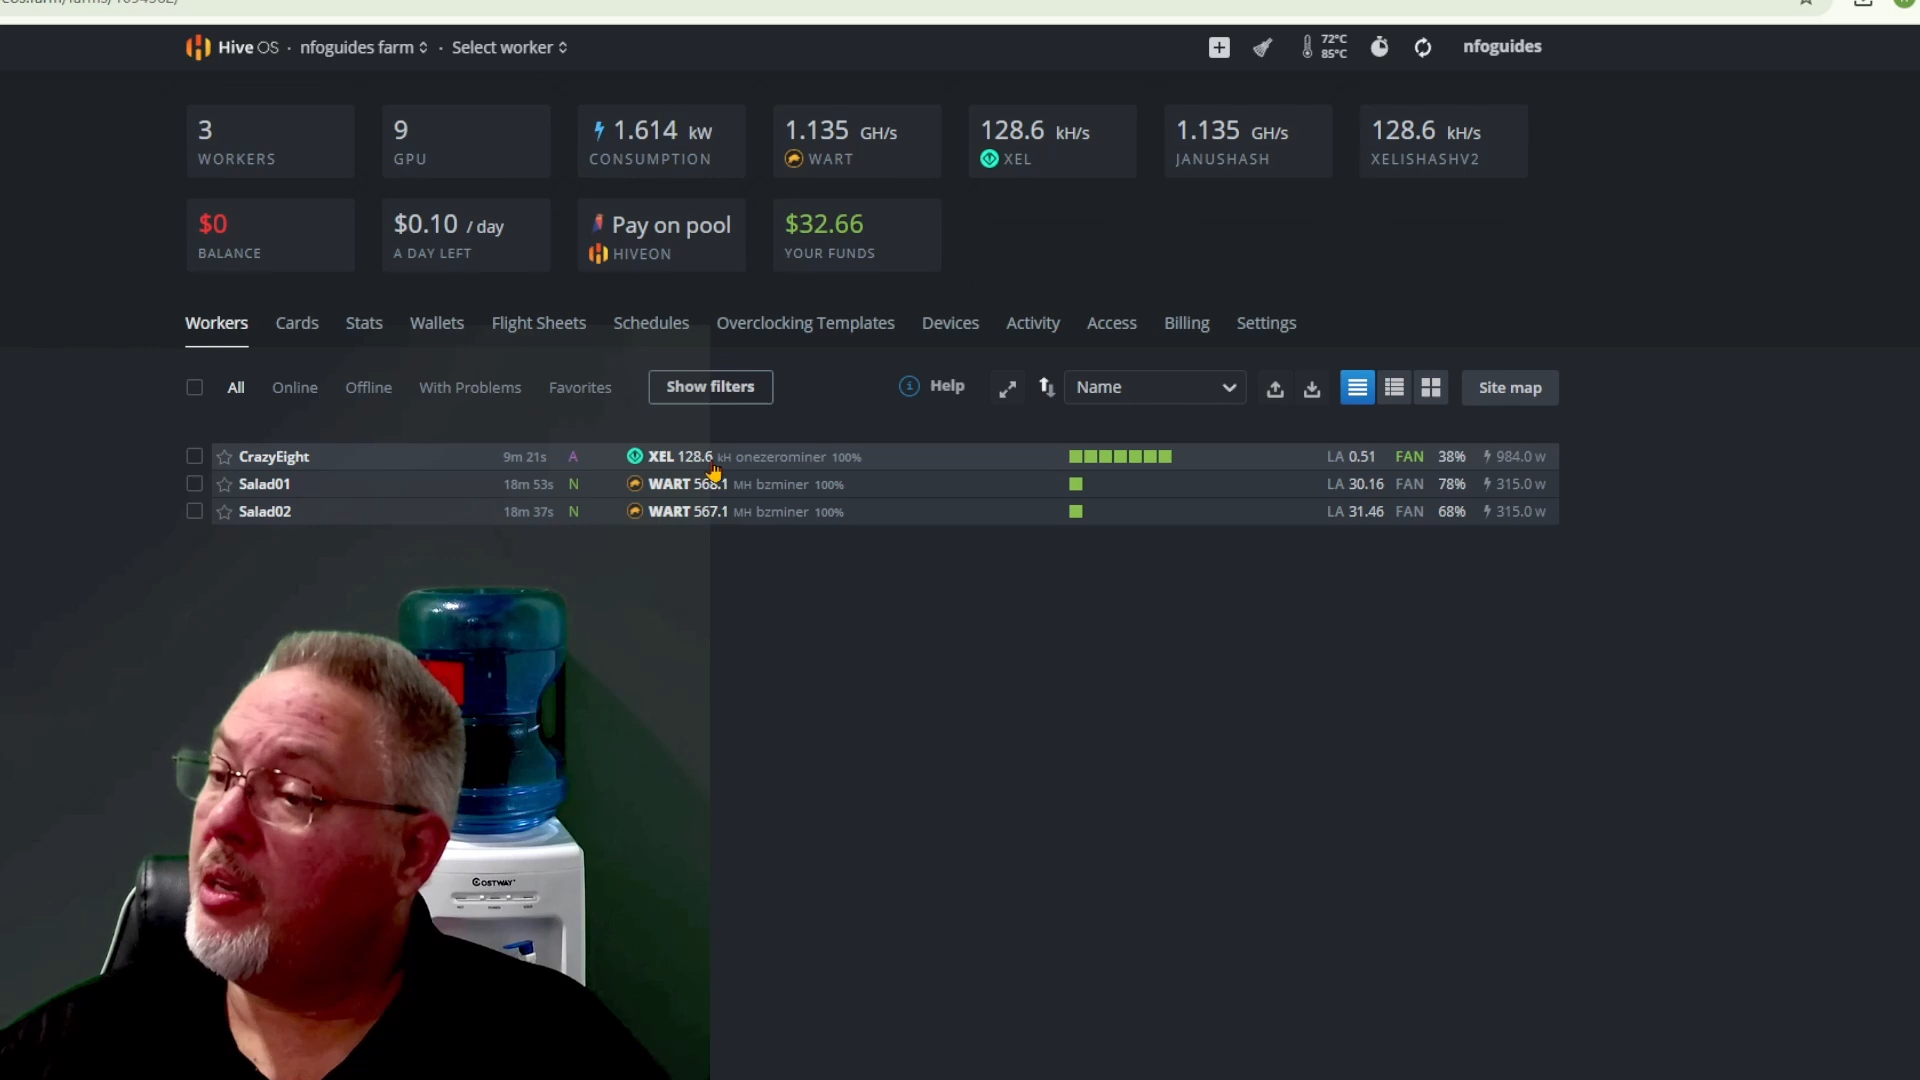 Hive OS · nfoguides farm · Select worker 72°C 85°C nfoguides
3 9 1.614 kW 1.135 GH/s 128.6 kH/s 1.135 GH/s 128.6 kH/s
WORKERS GPU CONSUMPTION WART XEL JANUSHASH XELISHASHV2
$0 $0.10 / day Pay on pool $32.66
BALANCE A DAY LEFT HIVEON YOUR FUNDS
Workers Cards Stats Wallets Flight Sheets Schedules Overclocking Templates Devices Activity Access Billing Settings
All Online Offline With Problems Favorites Show filters Help Name Site map
CrazyEight 9m 21s A XEL 128.6 kH onezerominer 100% LA 0.51 FAN 38% 984.0 W
Salad01 18m 53s N WART 568.1 MH bzminer 100% LA 30.16 FAN 78% 315.0 W
Salad02 18m 37s N WART 567.1 MH bzminer 100% LA 31.46 FAN 68% 315.0 W
COSTWAY